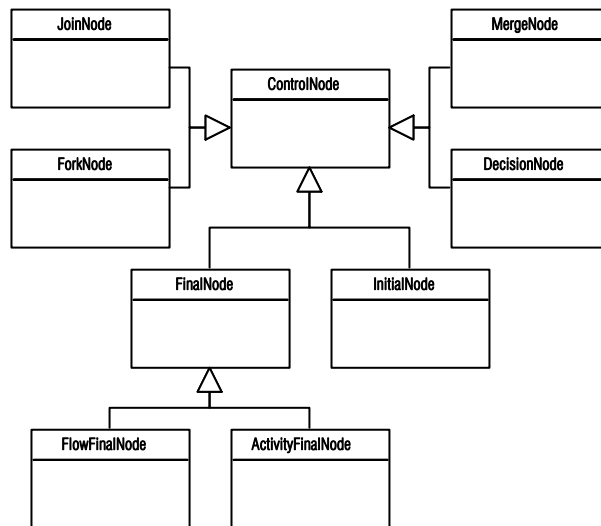 JoinNode
MergeNode
ControlNode
ForkNode
DecisionNode
FinalNode
InitialNode
FlowFinalNode
ActivityFinalNode